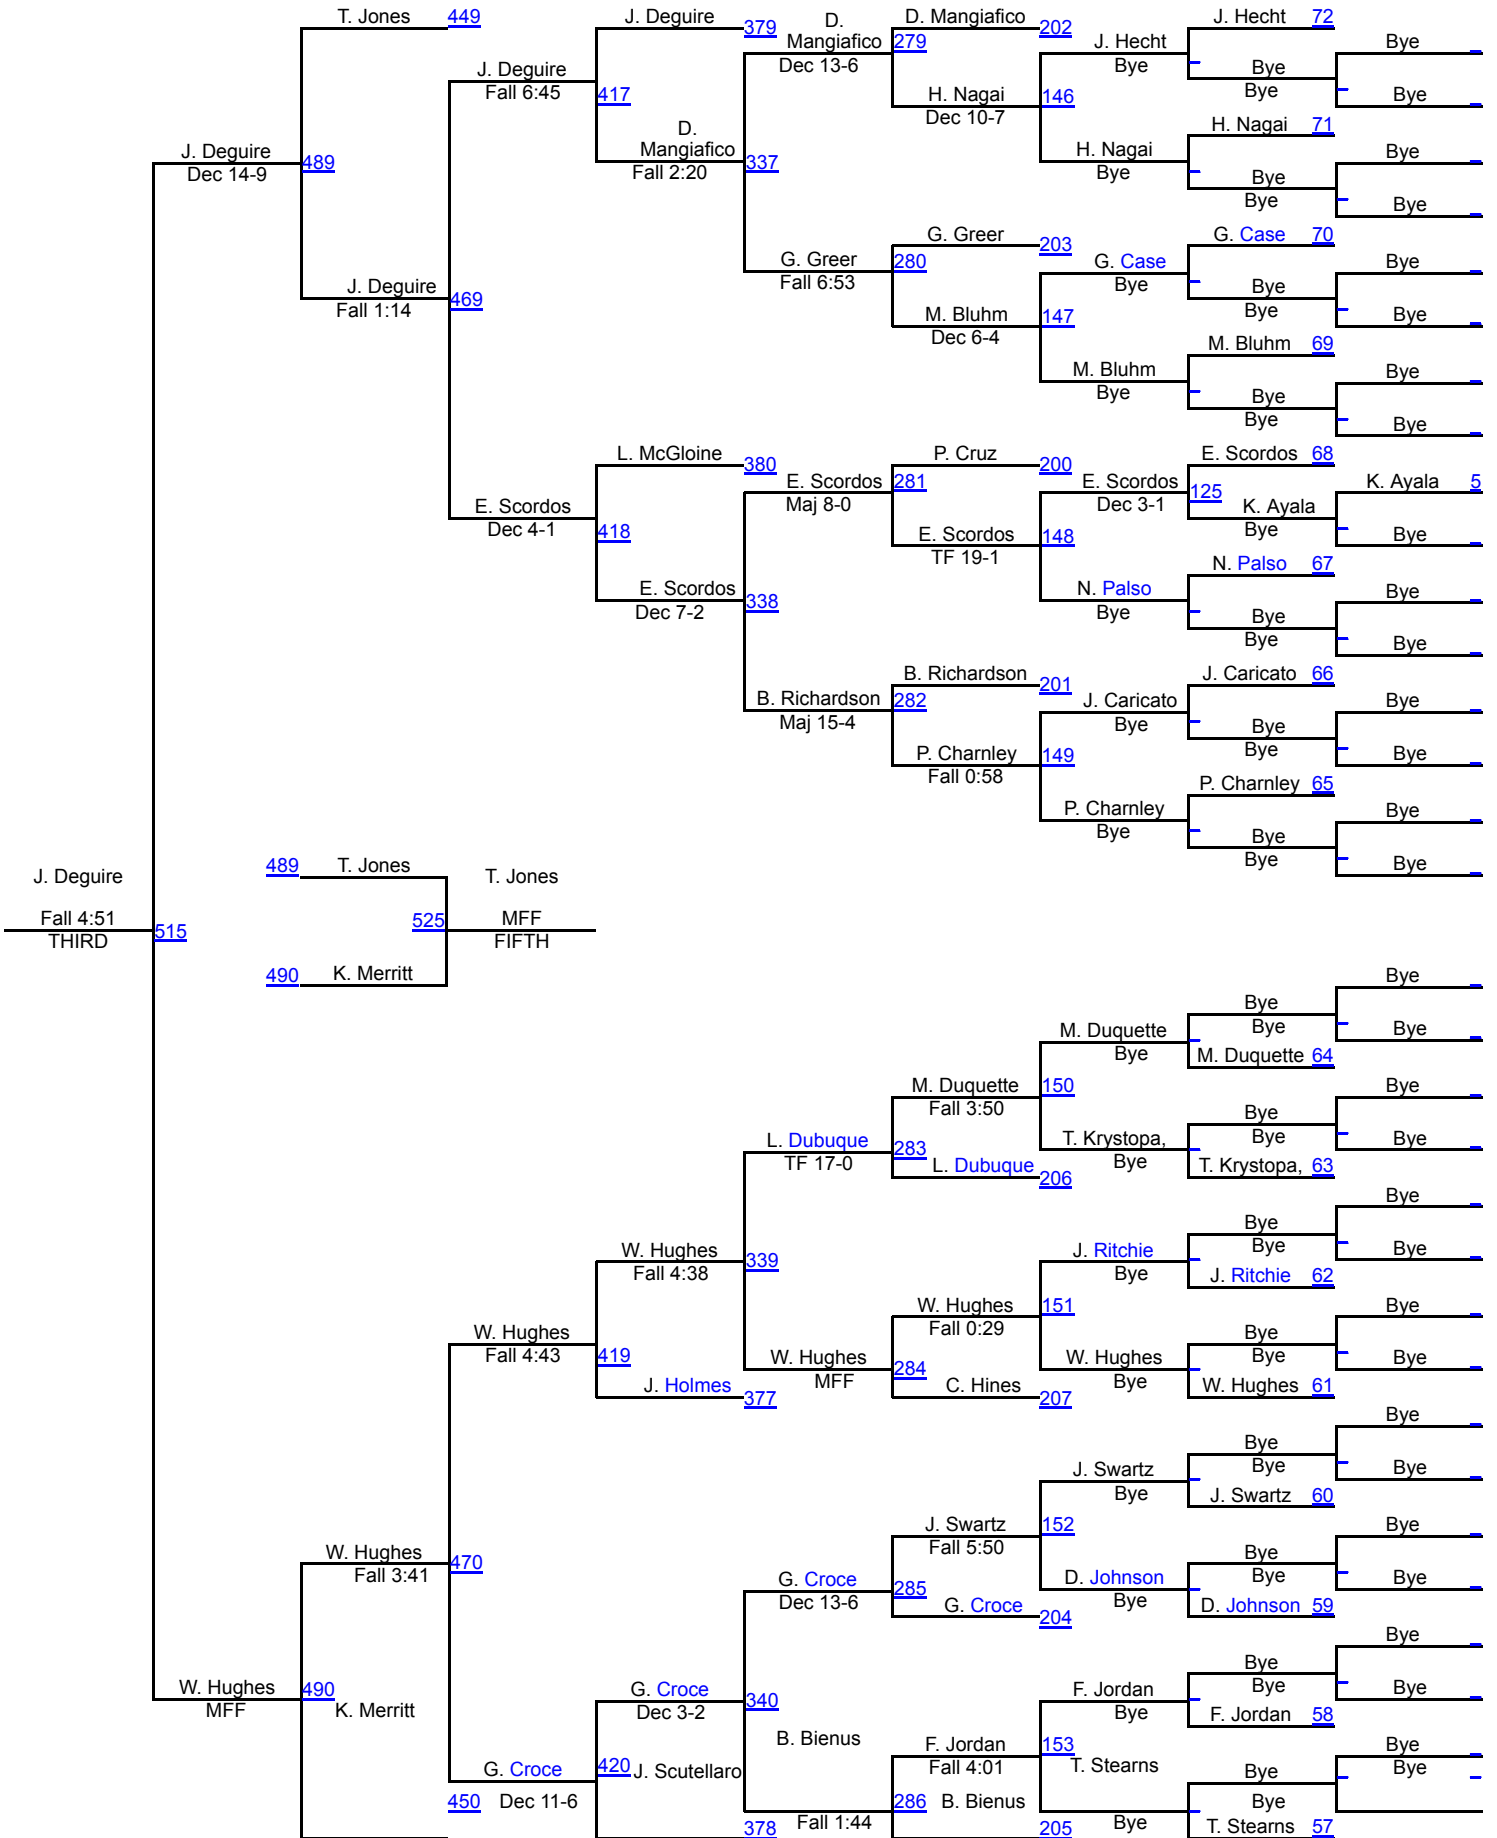 T. Jones 449
J. Deguire 379
D.
Mangiafico 279
Dec 13-6
D. Mangiafico 202
J. Hecht 72
J. Hecht
Bye
Bye
Bye
Bye
Bye
J. Deguire
Fall 6:45
417
H. Nagai 146
Dec 10-7
D.
Mangiafico
Fall 2:20
337
H. Nagai 71
H. Nagai
Bye
Bye
Bye
Bye
Bye
J. Deguire
Dec 14-9
489
G. Greer 203
G. Greer 280
Fall 6:53
G. Case 70
G. Case
Bye
Bye
Bye
Bye
Bye
J. Deguire
Fall 1:14
469
M. Bluhm 147
Dec 6-4
M. Bluhm 69
M. Bluhm
Bye
Bye
Bye
Bye
Bye
L. McGloine 380
P. Cruz 200
E. Scordos 68
E. Scordos 281
Maj 8-0
E. Scordos
Dec 3-1
125
K. Ayala 5
K. Ayala
Bye
Bye
E. Scordos
Dec 4-1
418
E. Scordos 148
TF 19-1
N. Palso 67
N. Palso
Bye
Bye
Bye
Bye
Bye
E. Scordos
Dec 7-2
338
B. Richardson 201
J. Caricato 66
B. Richardson 282
Maj 15-4
J. Caricato
Bye
Bye
Bye
Bye
Bye
P. Charnley 149
Fall 0:58
P. Charnley 65
P. Charnley
Bye
Bye
Bye
Bye
Bye
J. Deguire
Fall 4:51
THIRD
515
489 T. Jones
T. Jones
525 MFF
FIFTH
490 K. Merritt
Bye
Bye
Bye
Bye
M. Duquette
Bye
M. Duquette 64
M. Duquette 150
Fall 3:50
Bye
Bye
Bye
Bye
T. Krystopa,
Bye
T. Krystopa, 63
L. Dubuque 283
TF 17-0
L. Dubuque 206
Bye
Bye
Bye
Bye
W. Hughes
Fall 4:38
339
J. Ritchie
Bye
J. Ritchie 62
W. Hughes 151
Fall 0:29
Bye
Bye
Bye
Bye
W. Hughes
Fall 4:43
419
W. Hughes 284
MFF
W. Hughes
Bye
W. Hughes 61
J. Holmes 377
C. Hines 207
Bye
Bye
Bye
Bye
J. Swartz
Bye
J. Swartz 60
J. Swartz 152
Fall 5:50
Bye
Bye
Bye
Bye
W. Hughes
Fall 3:41
470
G. Croce 285
Dec 13-6
D. Johnson
Bye
D. Johnson 59
G. Croce 204
Bye
Bye
Bye
Bye
W. Hughes
MFF
490
K. Merritt
G. Croce
Dec 3-2
340
F. Jordan
Bye
F. Jordan 58
B. Bienus
F. Jordan 153
Fall 4:01
T. Stearns
Bye
Bye
Bye
Bye
G. Croce
420 J. Scutellaro
450 Dec 11-6
286 B. Bienus
378 Fall 1:44
205 Bye
T. Stearns 57